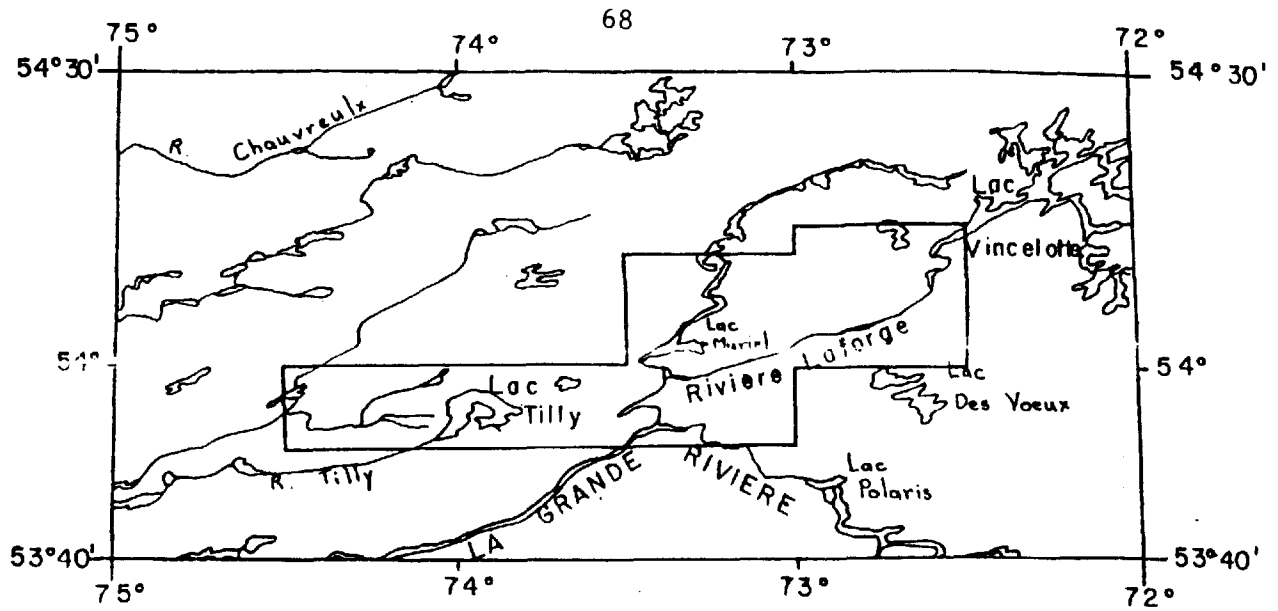 68
75° 74° 73° 72°
54°30' 54°30'
R Chauvreulx
Lac
Vincelotte
Lac
Muriel
54° 54°
Riviere Laforge
Lac
Tilly
Lac
Des Voeux
R. Tilly
LA GRANDE RIVIERE
Lac
Polaris
53°40' 53°40'
75° 74° 73° 72°